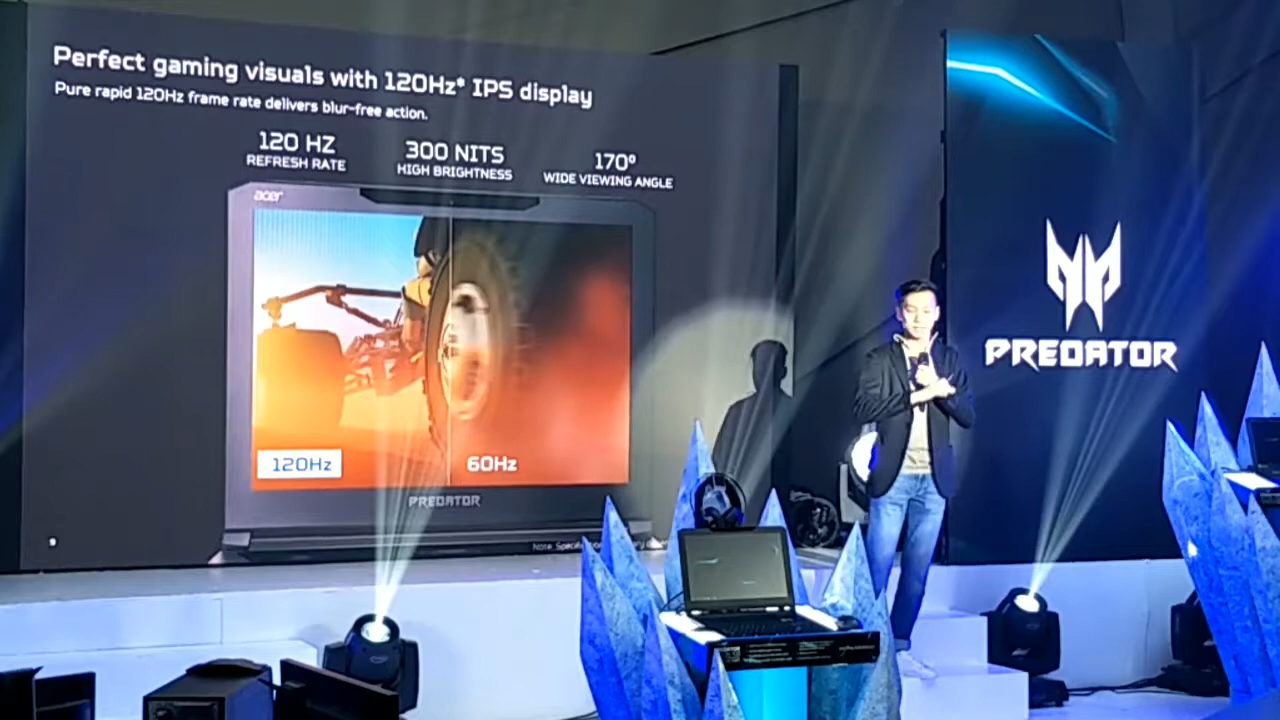 Perfect gaming visuals with 120Hz* IPS display
Pure rapid 120Hz frame rate delivers blur-free action.
120 HZ
REFRESH RATE
300 NITS
HIGH BRIGHTNESS
170°
WIDE VIEWING ANGLE
acer
120Hz
60Hz
PREDATOR
9
PREDATOR